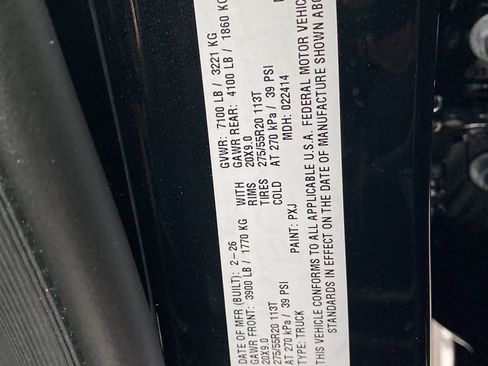 DATE OF MFR (BUILT): 2-26 GVWR: 7100 LB / 3221 KG
GAWR FRONT: 3900 LB / 1770 KG WITH GAWR REAR: 4100 LB / 1860 KG
20X9.0 RIMS 20X9.0
275/55R20 113T TIRES 275/55R20 113T
AT 270 kPa / 39 PSI COLD AT 270 kPa / 39 PSI
TYPE: TRUCK PAINT: PXJ MDH: 022414
THIS VEHICLE CONFORMS TO ALL APPLICABLE U.S.A. FEDERAL MOTOR VEHIC
STANDARDS IN EFFECT ON THE DATE OF MANUFACTURE SHOWN ABO